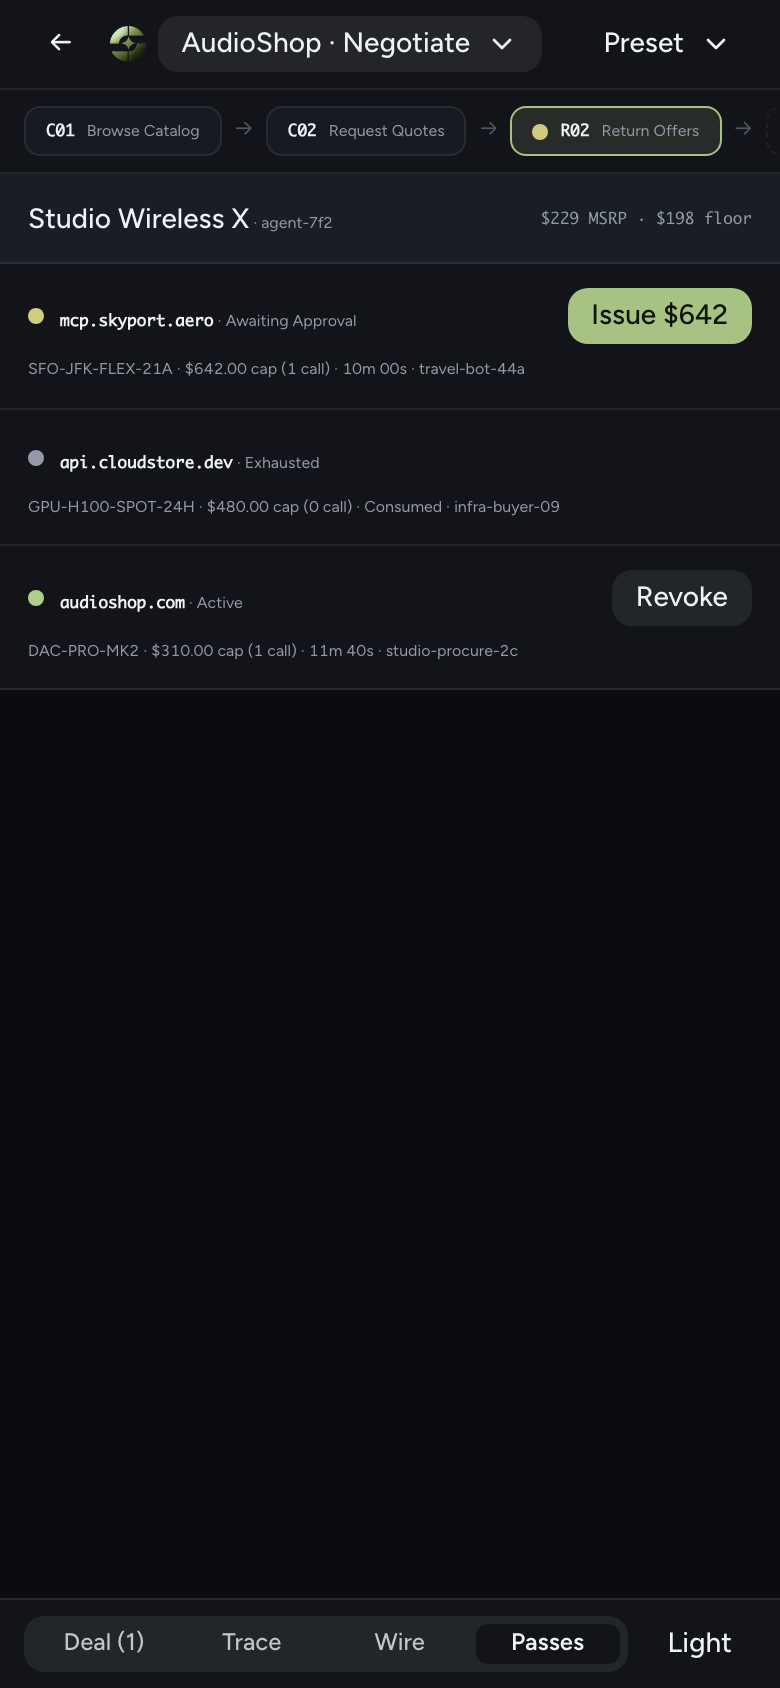 AudioShop · Negotiate
Preset
C01 Browse Catalog → C02 Request Quotes → R02 Return Offers →
Studio Wireless X · agent-7f2
$229 MSRP · $198 floor
mcp.skyport.aero · Awaiting Approval
Issue $642
SFO-JFK-FLEX-21A · $642.00 cap (1 call) · 10m 00s · travel-bot-44a
api.cloudstore.dev · Exhausted
GPU-H100-SPOT-24H · $480.00 cap (0 call) · Consumed · infra-buyer-09
audioshop.com · Active
Revoke
DAC-PRO-MK2 · $310.00 cap (1 call) · 11m 40s · studio-procure-2c
Deal (1)
Trace
Wire
Passes
Light